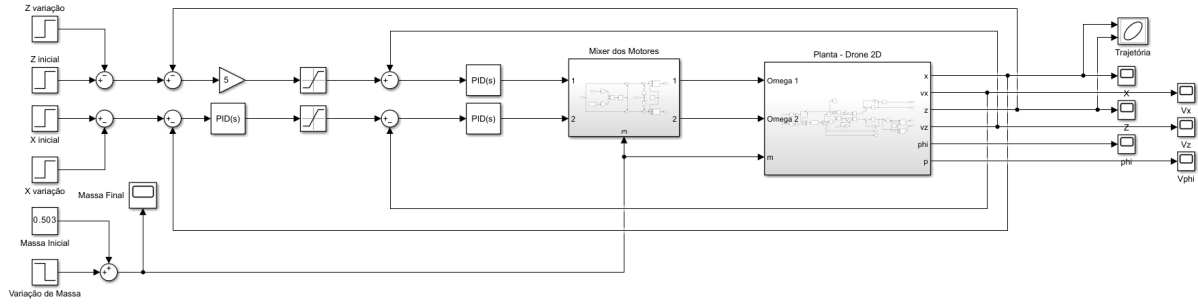 Z variação
Z inicial
X inicial
X variação
Massa Final
0.503
Massa Inicial
Variação de Massa
5
PID(s)
PID(s)
PID(s)
Mixer dos Motores
1
2
3
1
2
Planta - Drone 2D
Omega 1
Omega 2
m
x
vx
z
vz
phi
p
Trajetória
X
Z
phi
Vx
Vz
Vphi